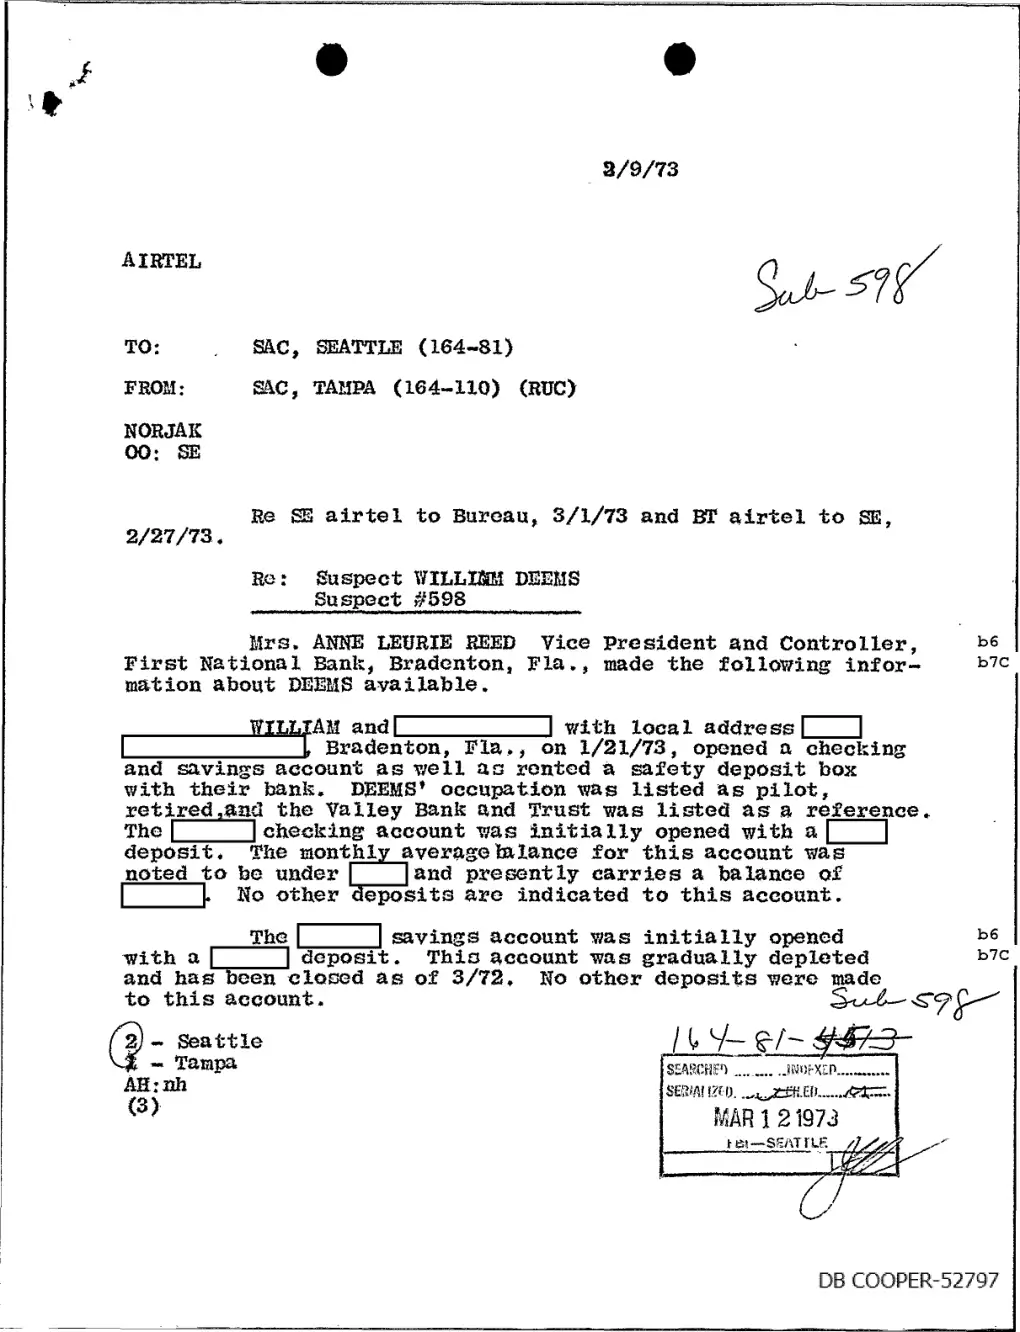 3/9/73
AIRTEL
Sub 598
TO: SAC, SEATTLE (164-81)
FROM: SAC, TAMPA (164-110) (RUC)
NORJAK
OO: SE
Re SE airtel to Bureau, 3/1/73 and BT airtel to SE,
2/27/73.
Re: Suspect WILLIAM DEEMS
Suspect #598
Mrs. ANNE LEURIE REED Vice President and Controller,
First National Bank, Bradenton, Fla., made the following infor-
mation about DEEMS available.
b6
b7C
WILLIAM and with local address
, Bradenton, Fla., on 1/21/73, opened a checking
and savings account as well as rented a safety deposit box
with their bank. DEEMS' occupation was listed as pilot,
retired,and the Valley Bank and Trust was listed as a reference.
The checking account was initially opened with a
deposit. The monthly average balance for this account was
noted to be under and presently carries a balance of
. No other deposits are indicated to this account.
The savings account was initially opened
with a deposit. This account was gradually depleted
and has been closed as of 3/72. No other deposits were made
to this account.
b6
b7C
Sub 598
2 - Seattle
- Tampa
AH:nh
(3)
164-81-4513
SEARCHED INDEXED
SERIALIZED FILED
MAR 12 1973
FBI-SEATTLE
DB COOPER-52797